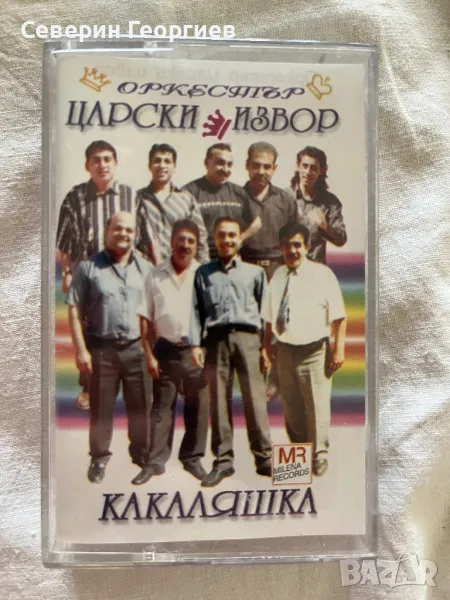 Северин Георгиев
ОРКЕСТЪР
ЦАРСКИ ИЗВОР
MR
MILENA
RECORDS
КАКАЛЯШКА
BAZAR